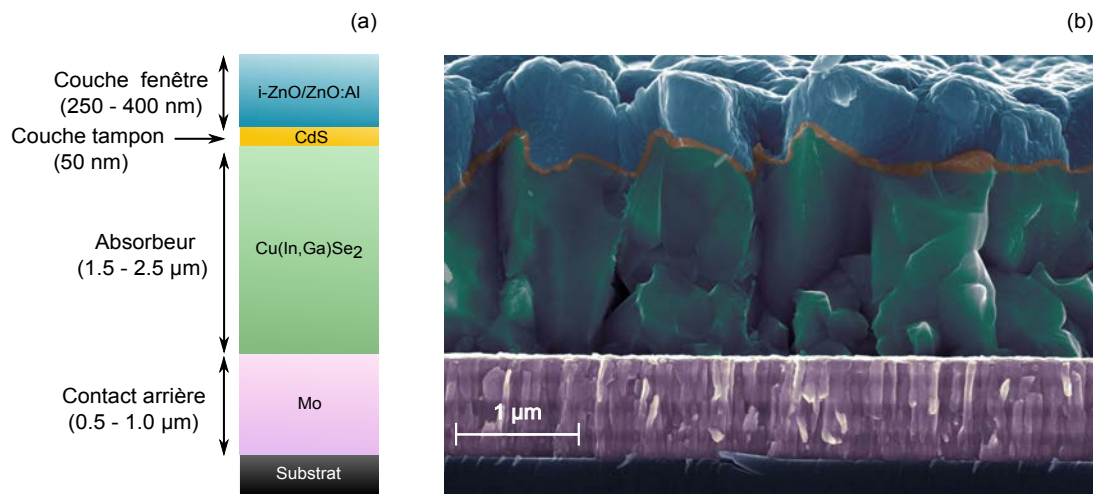 (a)
(b)
Couche fenêtre
(250 - 400 nm)
i-ZnO/ZnO:Al
Couche tampon
(50 nm)
CdS
Absorbeur
(1.5 - 2.5 µm)
Cu(In,Ga)Se2
Contact arrière
(0.5 - 1.0 µm)
Mo
Substrat
1 µm